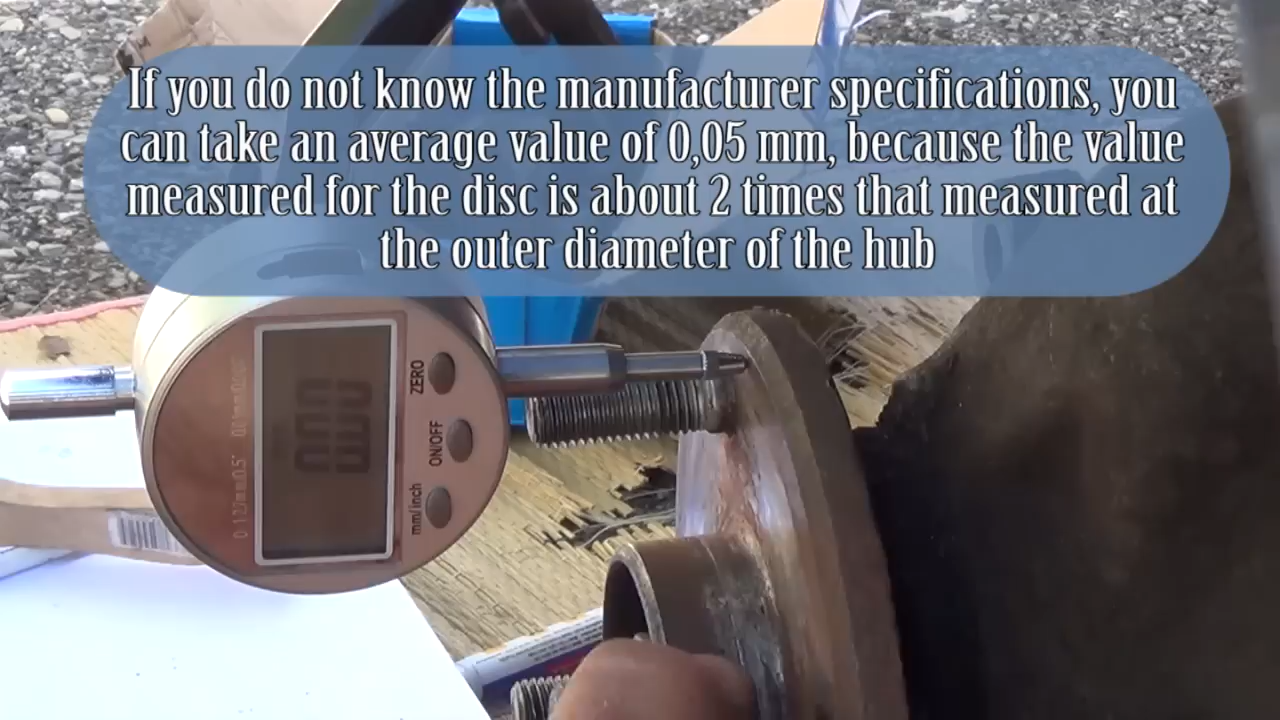 If you do not know the manufacturer specifications, you
can take an average value of 0,05 mm, because the value
measured for the disc is about 2 times that measured at
the outer diameter of the hub
ZERO
ON/OFF
mm/inch
0.00